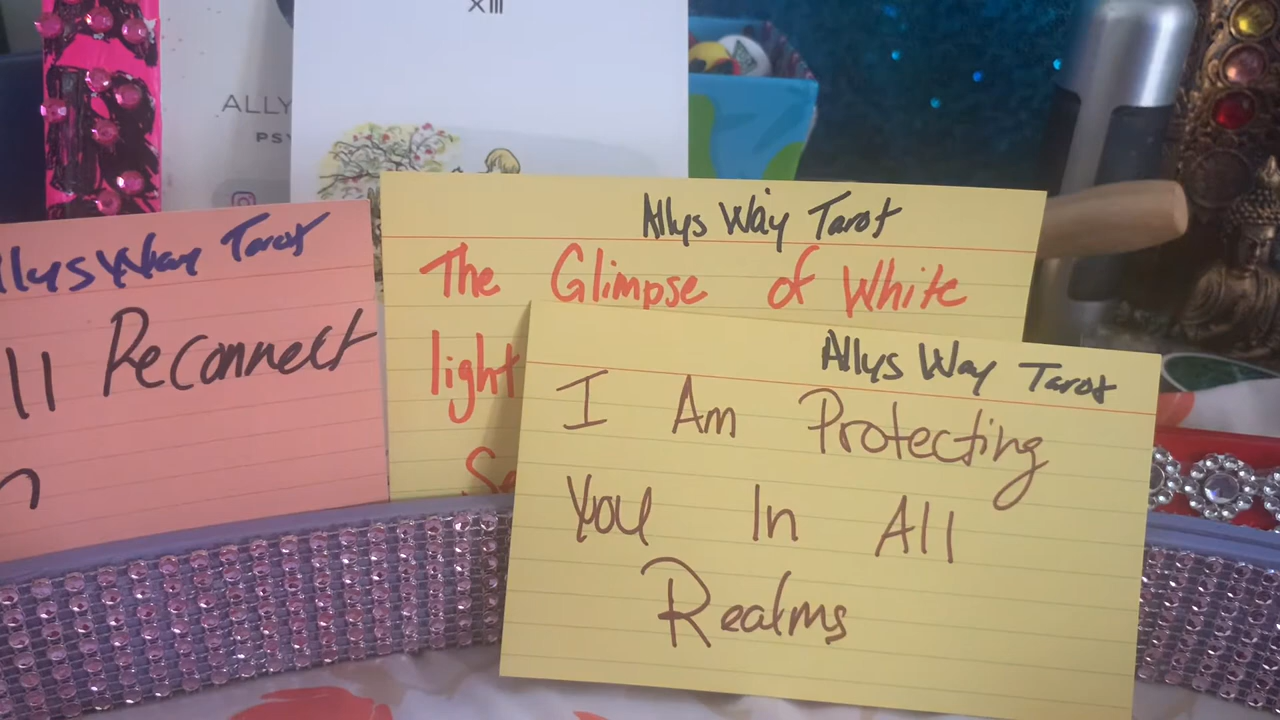 XIII
ALLY
Allys Way Tarot
Reconnect
Allys Way Tarot
The Glimpse of White
light
Allys Way Tarot
I Am Protecting
You In All
Realms